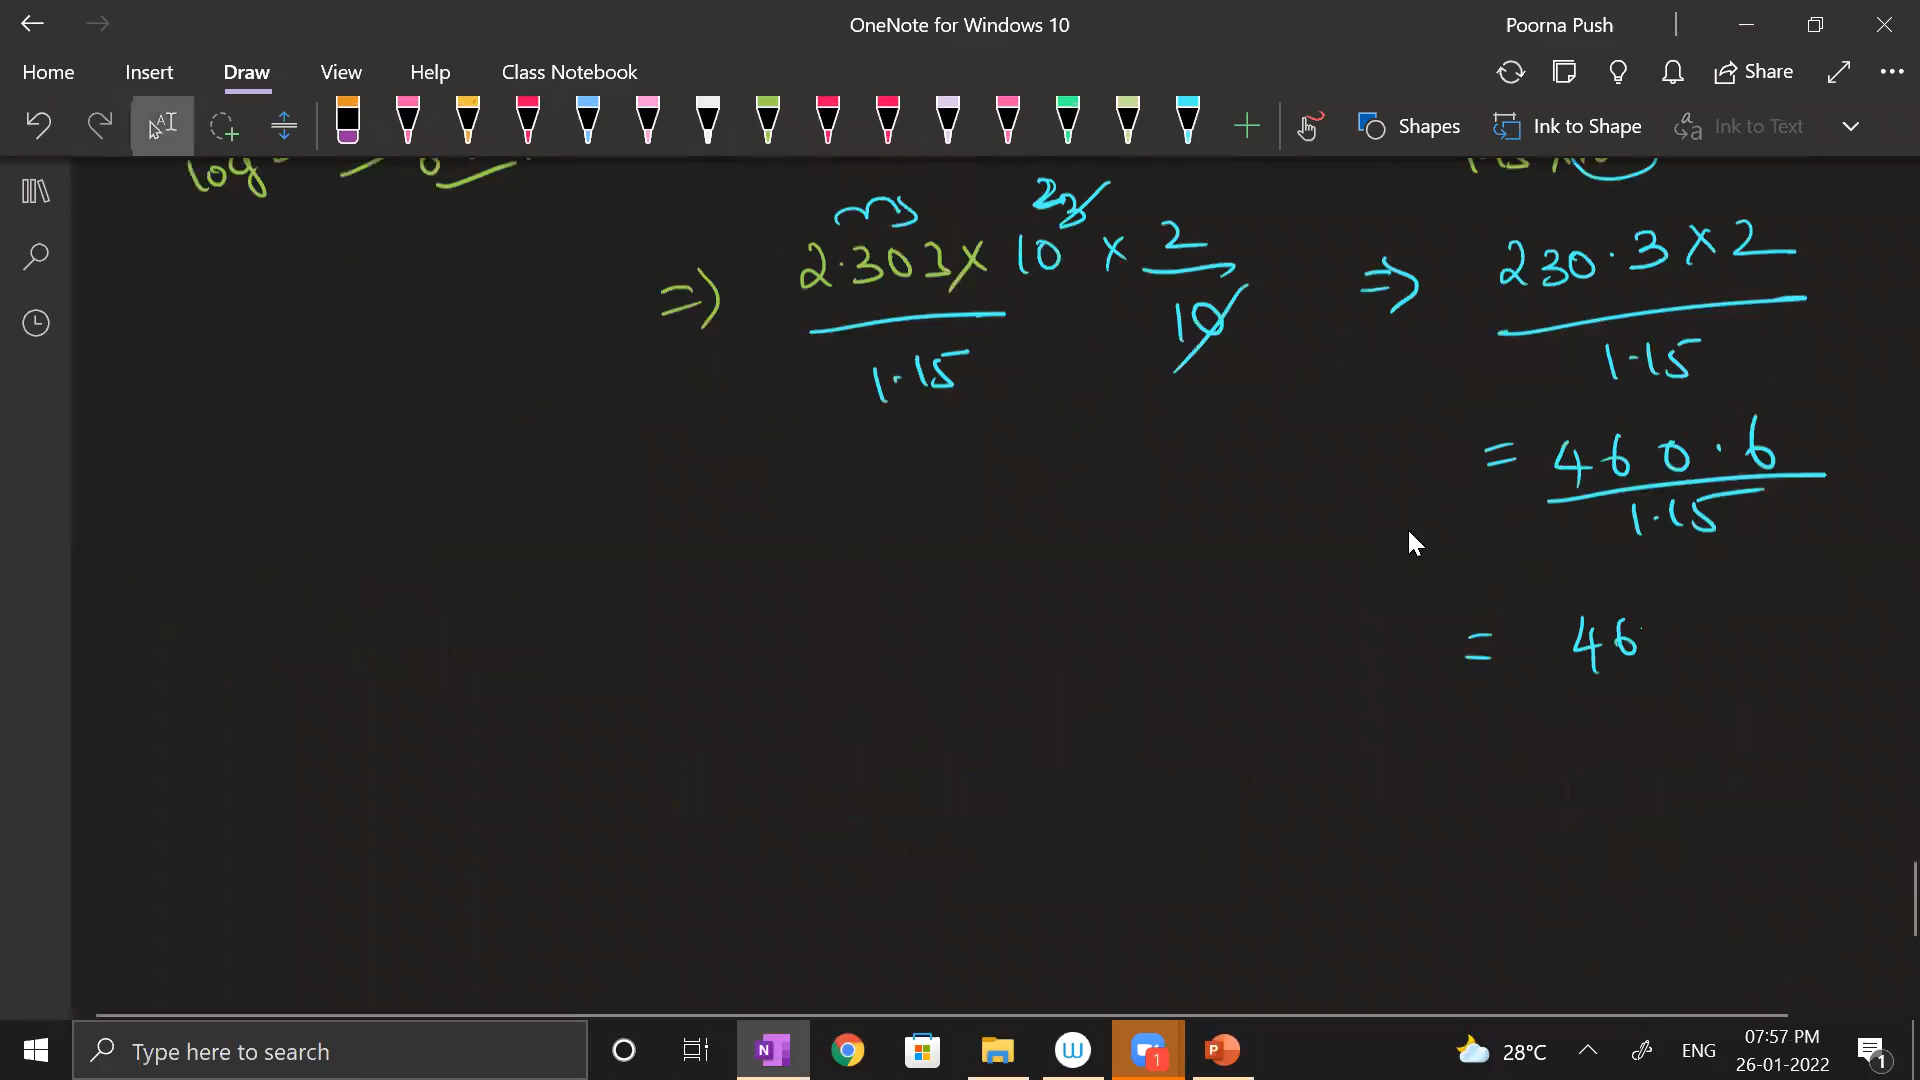 OneNote for Windows 10
Poorna Push
Home Insert Draw View Help Class Notebook
Share
Shapes Ink to Shape Ink to Text
log
2.303 × 10^2 × 2/10 / 1.15
=> 230.3 × 2 / 1.15
= 460.6 / 1.15
= 46
Type here to search
28°C
ENG
07:57 PM
26-01-2022